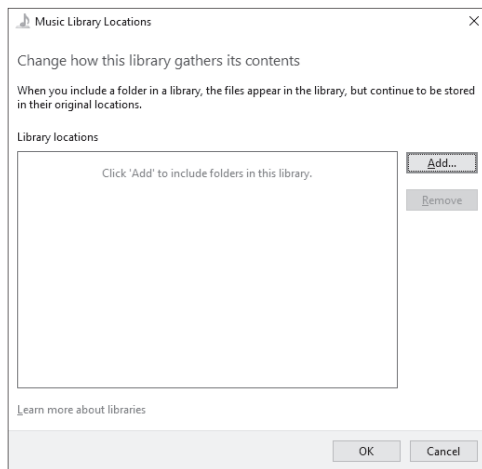 Music Library Locations
Change how this library gathers its contents
When you include a folder in a library, the files appear in the library, but continue to be stored
in their original locations.
Library locations
Click 'Add' to include folders in this library.
Add...
Remove
Learn more about libraries
OK
Cancel